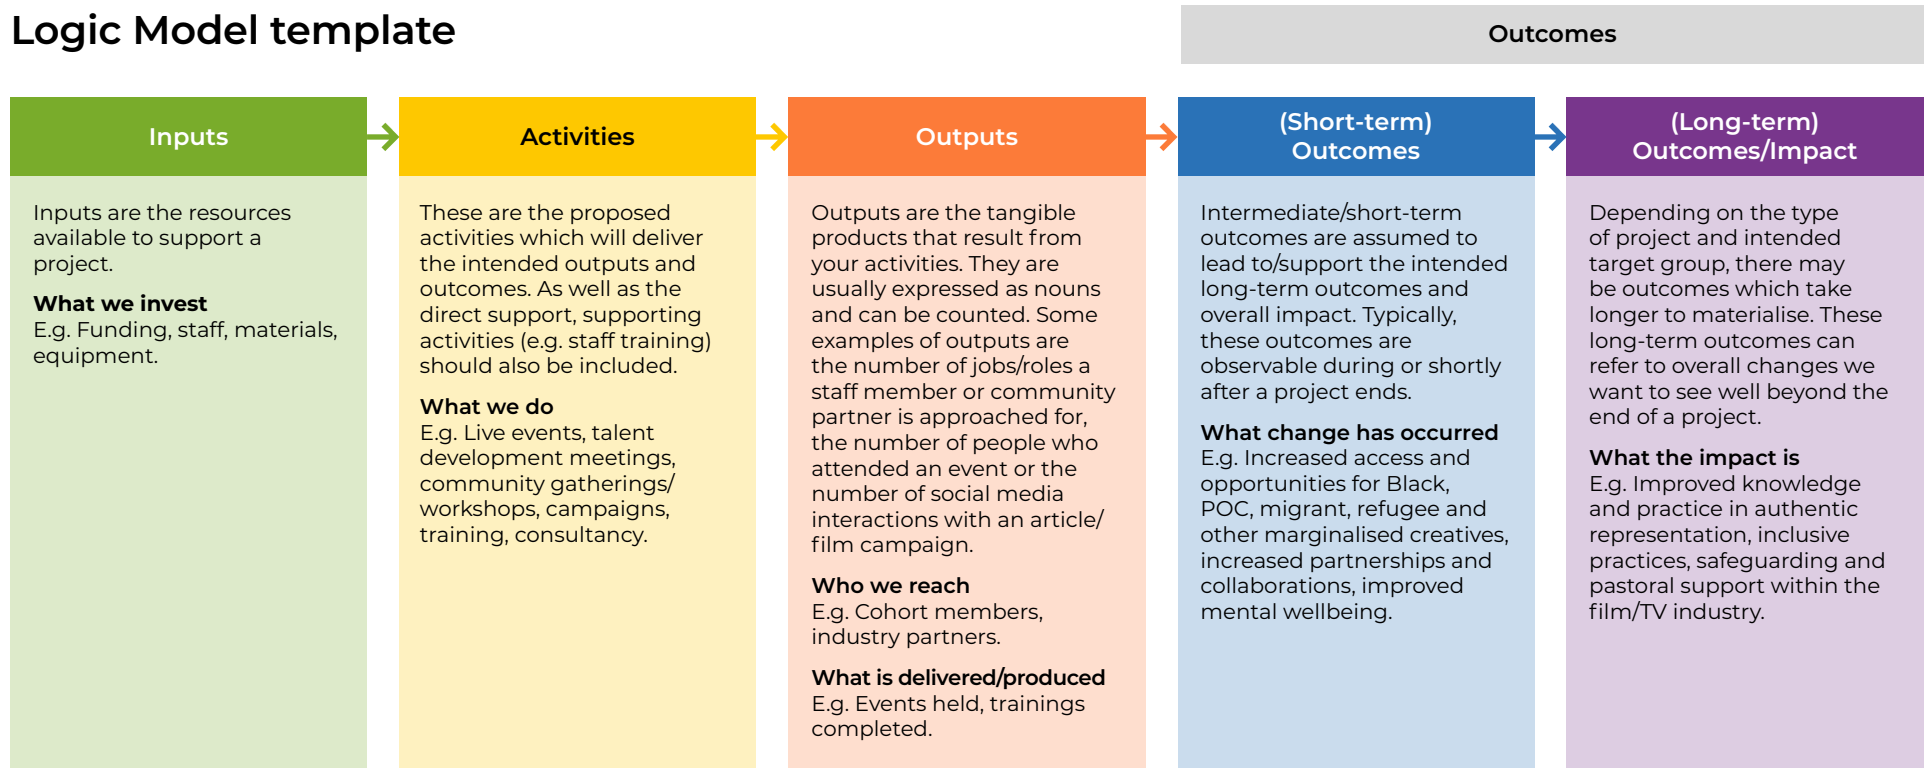 Logic Model template
Outcomes
Inputs
Inputs are the resources
available to support a
project.
What we invest
E.g. Funding, staff, materials,
equipment.
Activities
These are the proposed
activities which will deliver
the intended outputs and
outcomes. As well as the
direct support, supporting
activities (e.g. staff training)
should also be included.
What we do
E.g. Live events, talent
development meetings,
community gatherings/
workshops, campaigns,
training, consultancy.
Outputs
Outputs are the tangible
products that result from
your activities. They are
usually expressed as nouns
and can be counted. Some
examples of outputs are
the number of jobs/roles a
staff member or community
partner is approached for,
the number of people who
attended an event or the
number of social media
interactions with an article/
film campaign.
Who we reach
E.g. Cohort members,
industry partners.
What is delivered/produced
E.g. Events held, trainings
completed.
(Short-term)
Outcomes
Intermediate/short-term
outcomes are assumed to
lead to/support the intended
long-term outcomes and
overall impact. Typically,
these outcomes are
observable during or shortly
after a project ends.
What change has occurred
E.g. Increased access and
opportunities for Black,
POC, migrant, refugee and
other marginalised creatives,
increased partnerships and
collaborations, improved
mental wellbeing.
(Long-term)
Outcomes/Impact
Depending on the type
of project and intended
target group, there may
be outcomes which take
longer to materialise. These
long-term outcomes can
refer to overall changes we
want to see well beyond the
end of a project.
What the impact is
E.g. Improved knowledge
and practice in authentic
representation, inclusive
practices, safeguarding and
pastoral support within the
film/TV industry.